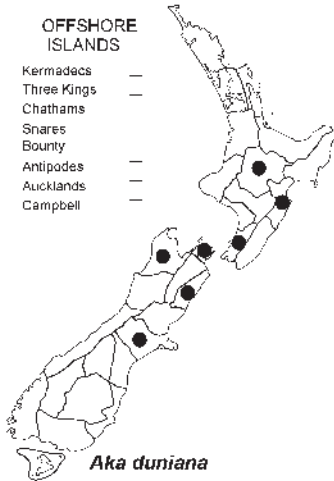 OFFSHORE
ISLANDS
Kermadecs
Three Kings
Chathams
Snares
Bounty
Antipodes
Aucklands
Campbell
Aka duniana